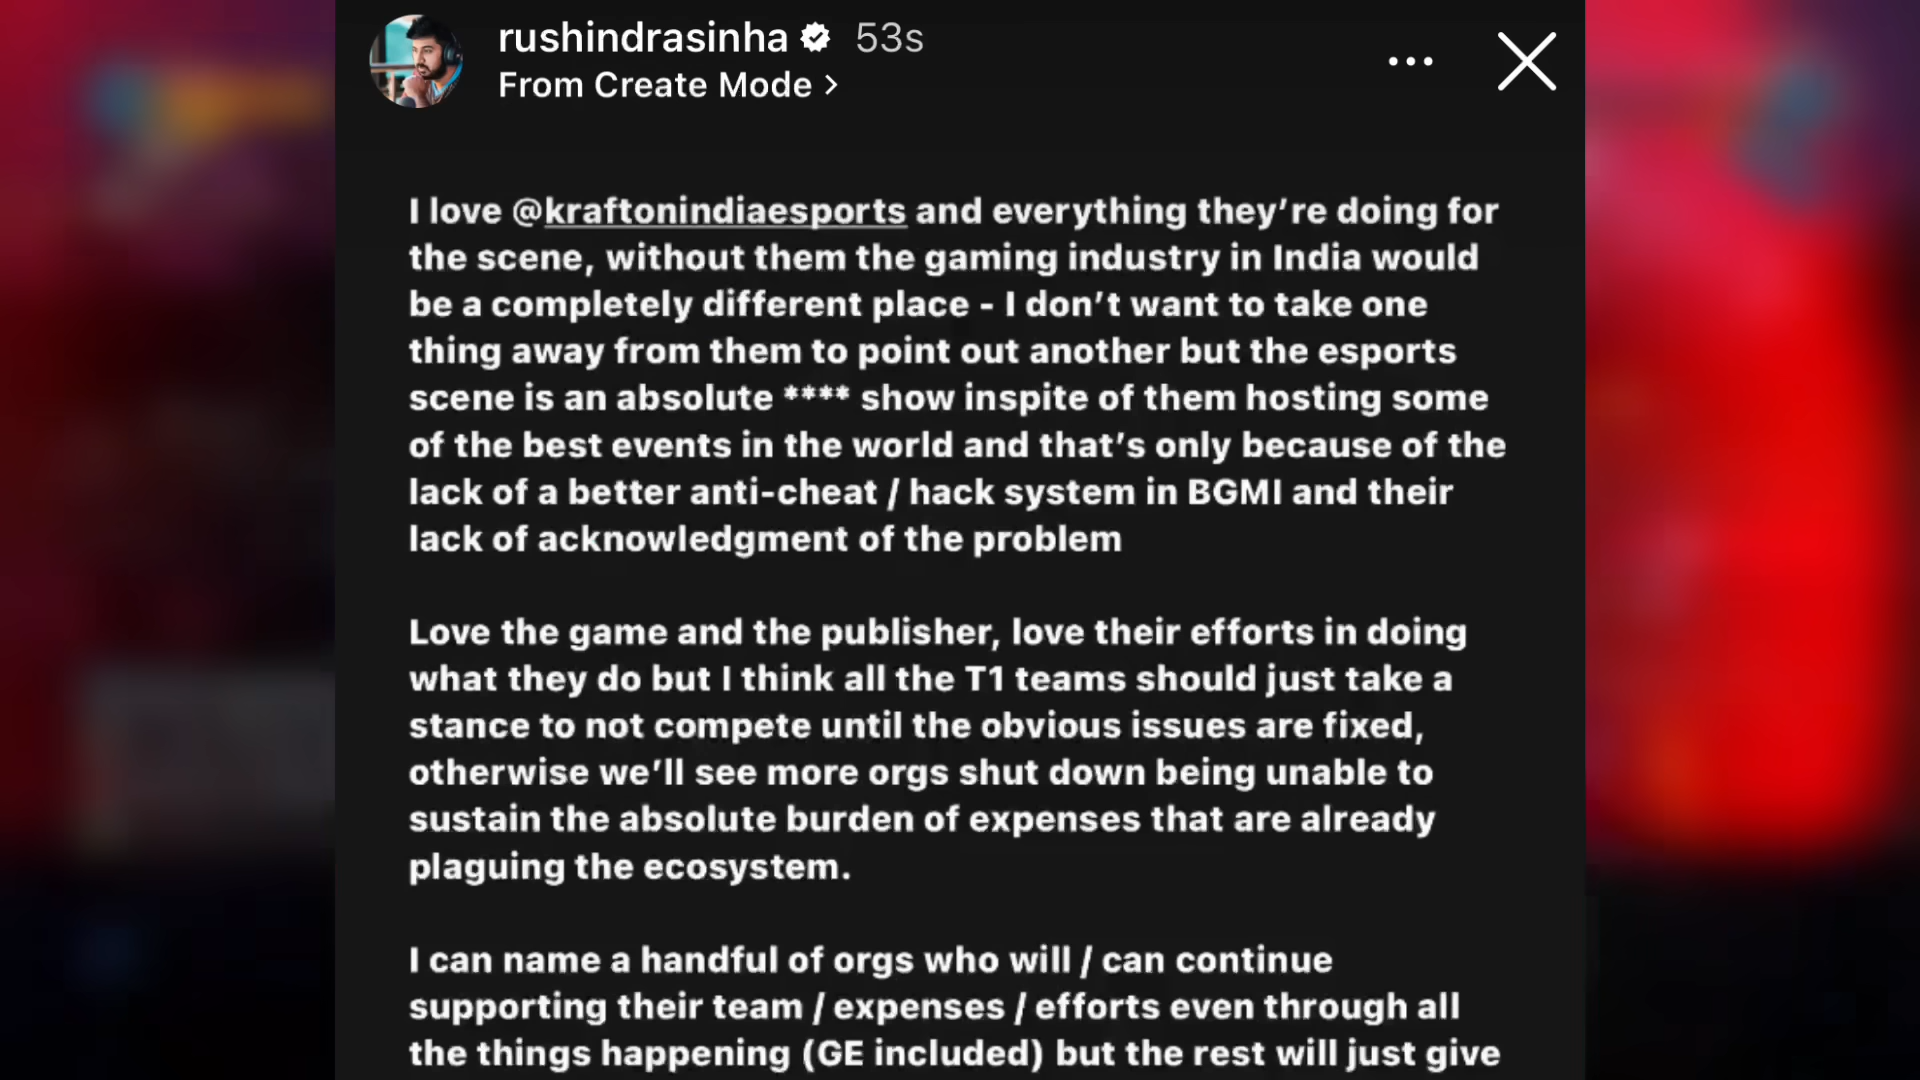 rushindrasinha 53s
From Create Mode >
I love @kraftonindiaesports and everything they're doing for
the scene, without them the gaming industry in India would
be a completely different place - I don't want to take one
thing away from them to point out another but the esports
scene is an absolute **** show inspite of them hosting some
of the best events in the world and that's only because of the
lack of a better anti-cheat / hack system in BGMI and their
lack of acknowledgment of the problem
Love the game and the publisher, love their efforts in doing
what they do but I think all the T1 teams should just take a
stance to not compete until the obvious issues are fixed,
otherwise we'll see more orgs shut down being unable to
sustain the absolute burden of expenses that are already
plaguing the ecosystem.
I can name a handful of orgs who will / can continue
supporting their team / expenses / efforts even through all
the things happening (GE included) but the rest will just give